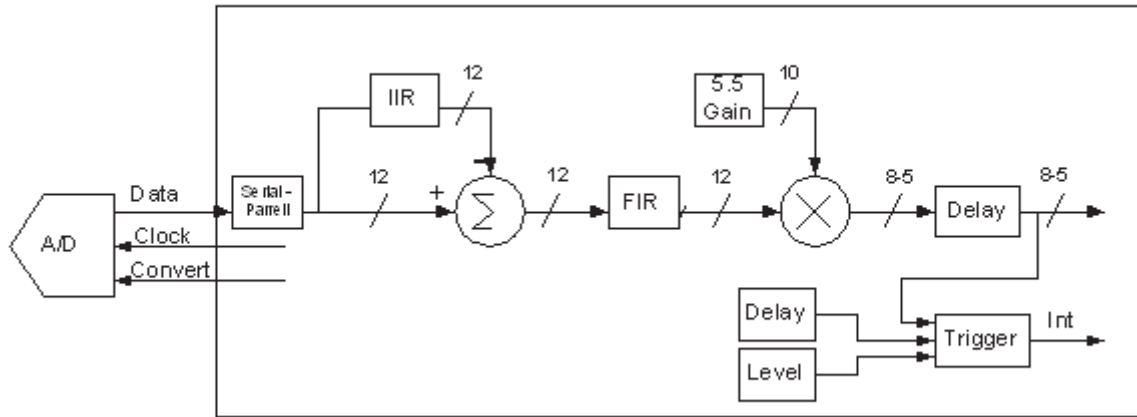 12
10
IIR
5.5
Gain
Serial-
Parrell
12
+
12
12
8-5
8-5
Data
Σ
FIR
Delay
A/D
Clock
Convert
Delay
Int
Trigger
Level